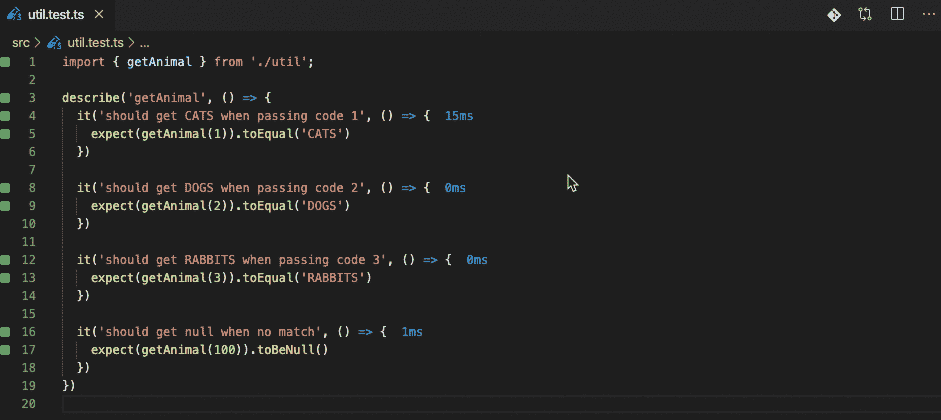 util.test.ts ×
src > util.test.ts > ...
1 import { getAnimal } from './util';
2
3 describe('getAnimal', () => {
4 it('should get CATS when passing code 1', () => { 15ms
5 expect(getAnimal(1)).toEqual('CATS')
6 })
7
8 it('should get DOGS when passing code 2', () => { 0ms
9 expect(getAnimal(2)).toEqual('DOGS')
10 })
11
12 it('should get RABBITS when passing code 3', () => { 0ms
13 expect(getAnimal(3)).toEqual('RABBITS')
14 })
15
16 it('should get null when no match', () => { 1ms
17 expect(getAnimal(100)).toBeNull()
18 })
19 })
20